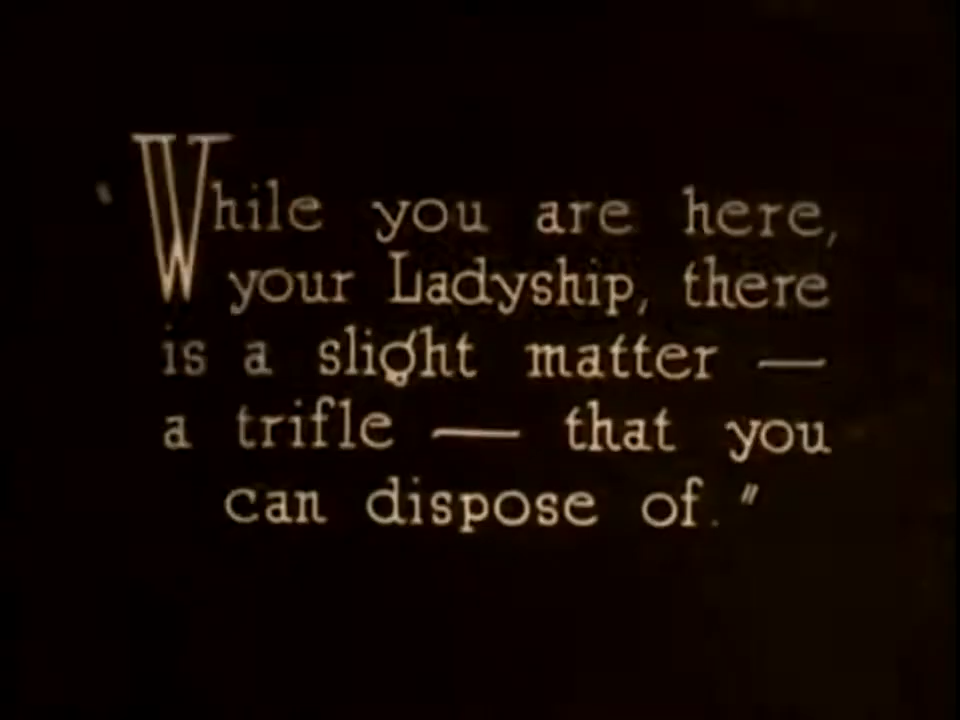 "While you are here,
your Ladyship, there
is a slight matter —
a trifle — that you
can dispose of."